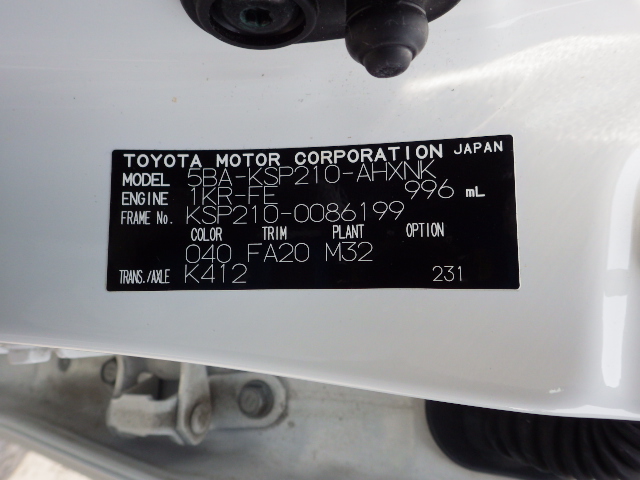 TOYOTA MOTOR CORPORATION JAPAN
MODEL 5BA-KSP210-AHXNK
ENGINE 1KR-FE 996 mL
FRAME No. KSP210-0086199
COLOR TRIM PLANT OPTION
040 FA20 M32
TRANS./AXLE K412 231